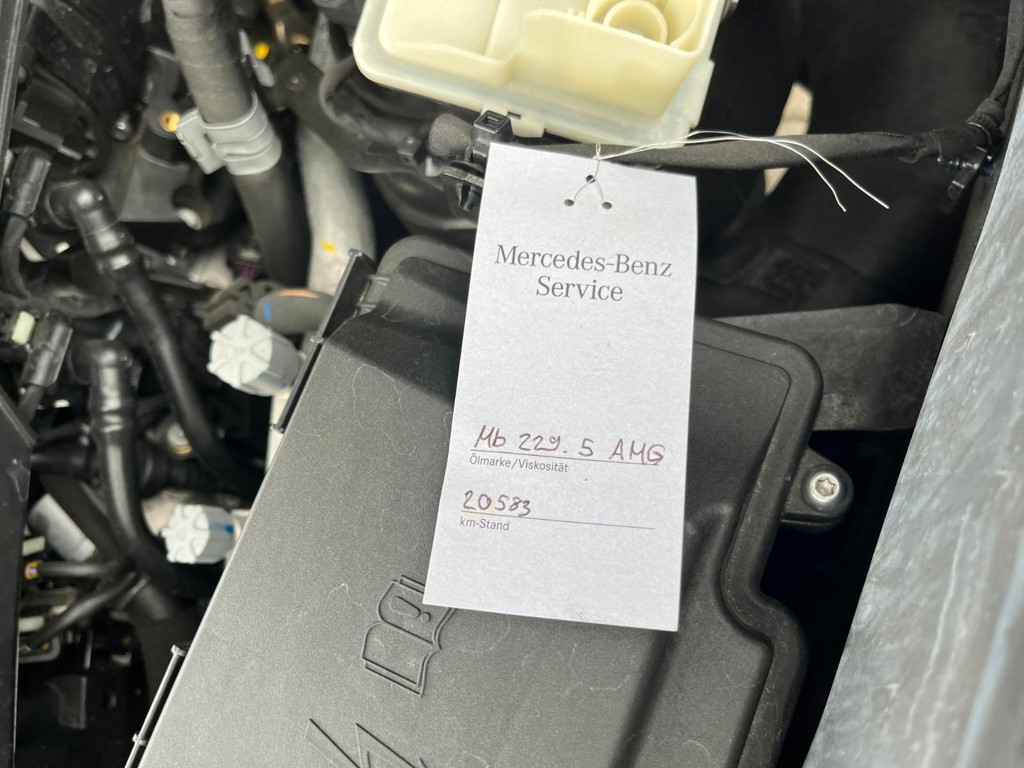 Mercedes-Benz
Service
Mb 229.5 AMG
Ölmarke/Viskosität
20583
km-Stand